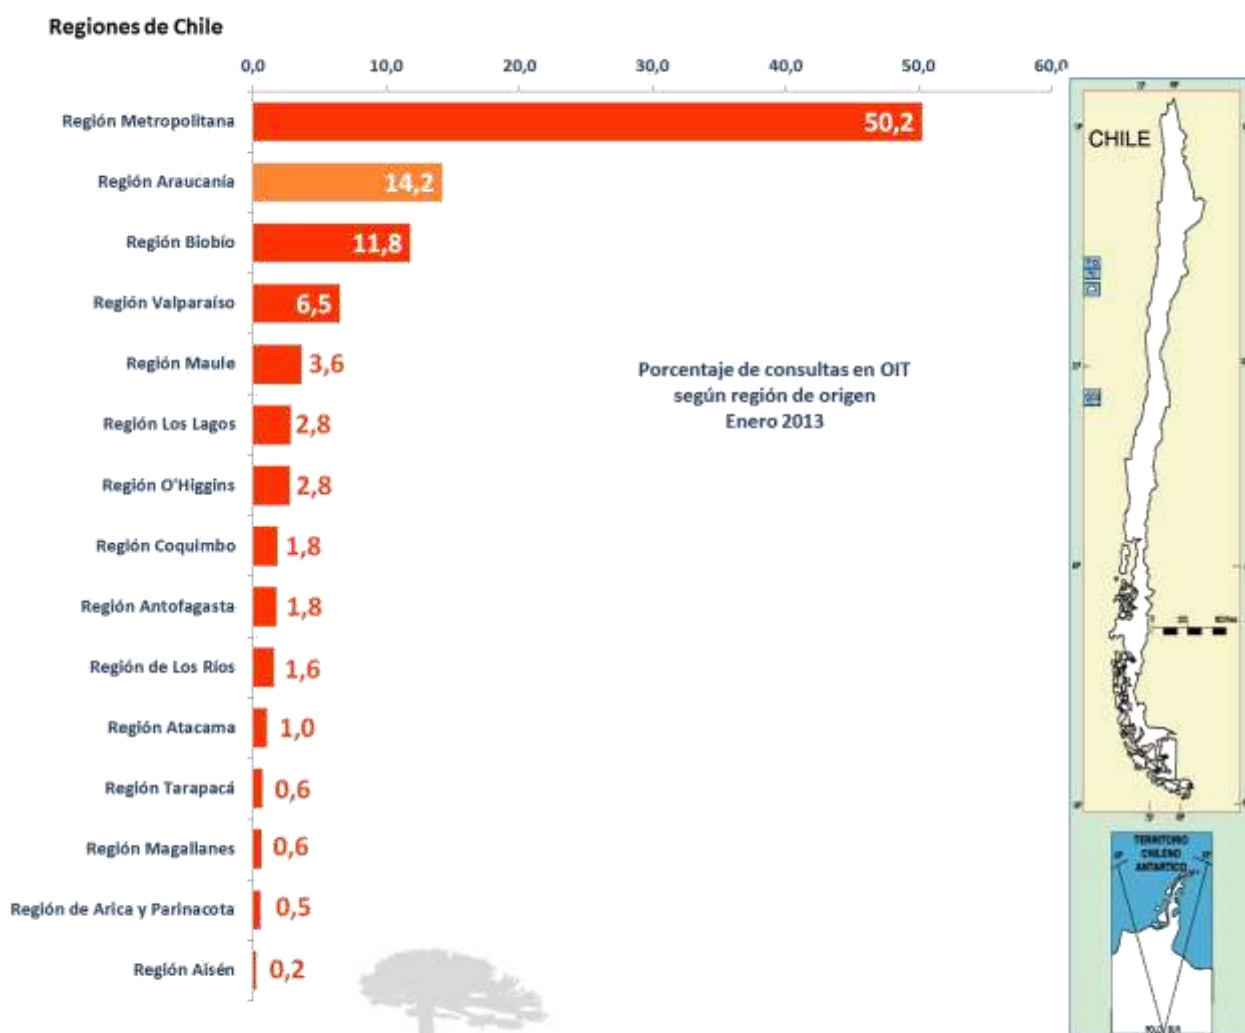 Regiones de Chile
0,0 10,0 20,0 30,0 40,0 50,0 60,0
Región Metropolitana 50,2
Región Araucanía 14,2
Región Biobío 11,8
Región Valparaíso 6,5
Región Maule 3,6
Región Los Lagos 2,8
Región O'Higgins 2,8
Región Coquimbo 1,8
Región Antofagasta 1,8
Región de Los Ríos 1,6
Región Atacama 1,0
Región Tarapacá 0,6
Región Magallanes 0,6
Región de Arica y Parinacota 0,5
Región Aisén 0,2
Porcentaje de consultas en OIT
según región de origen
Enero 2013
CHILE
TERRITORIO
CHILENO
ANTÁRTICO